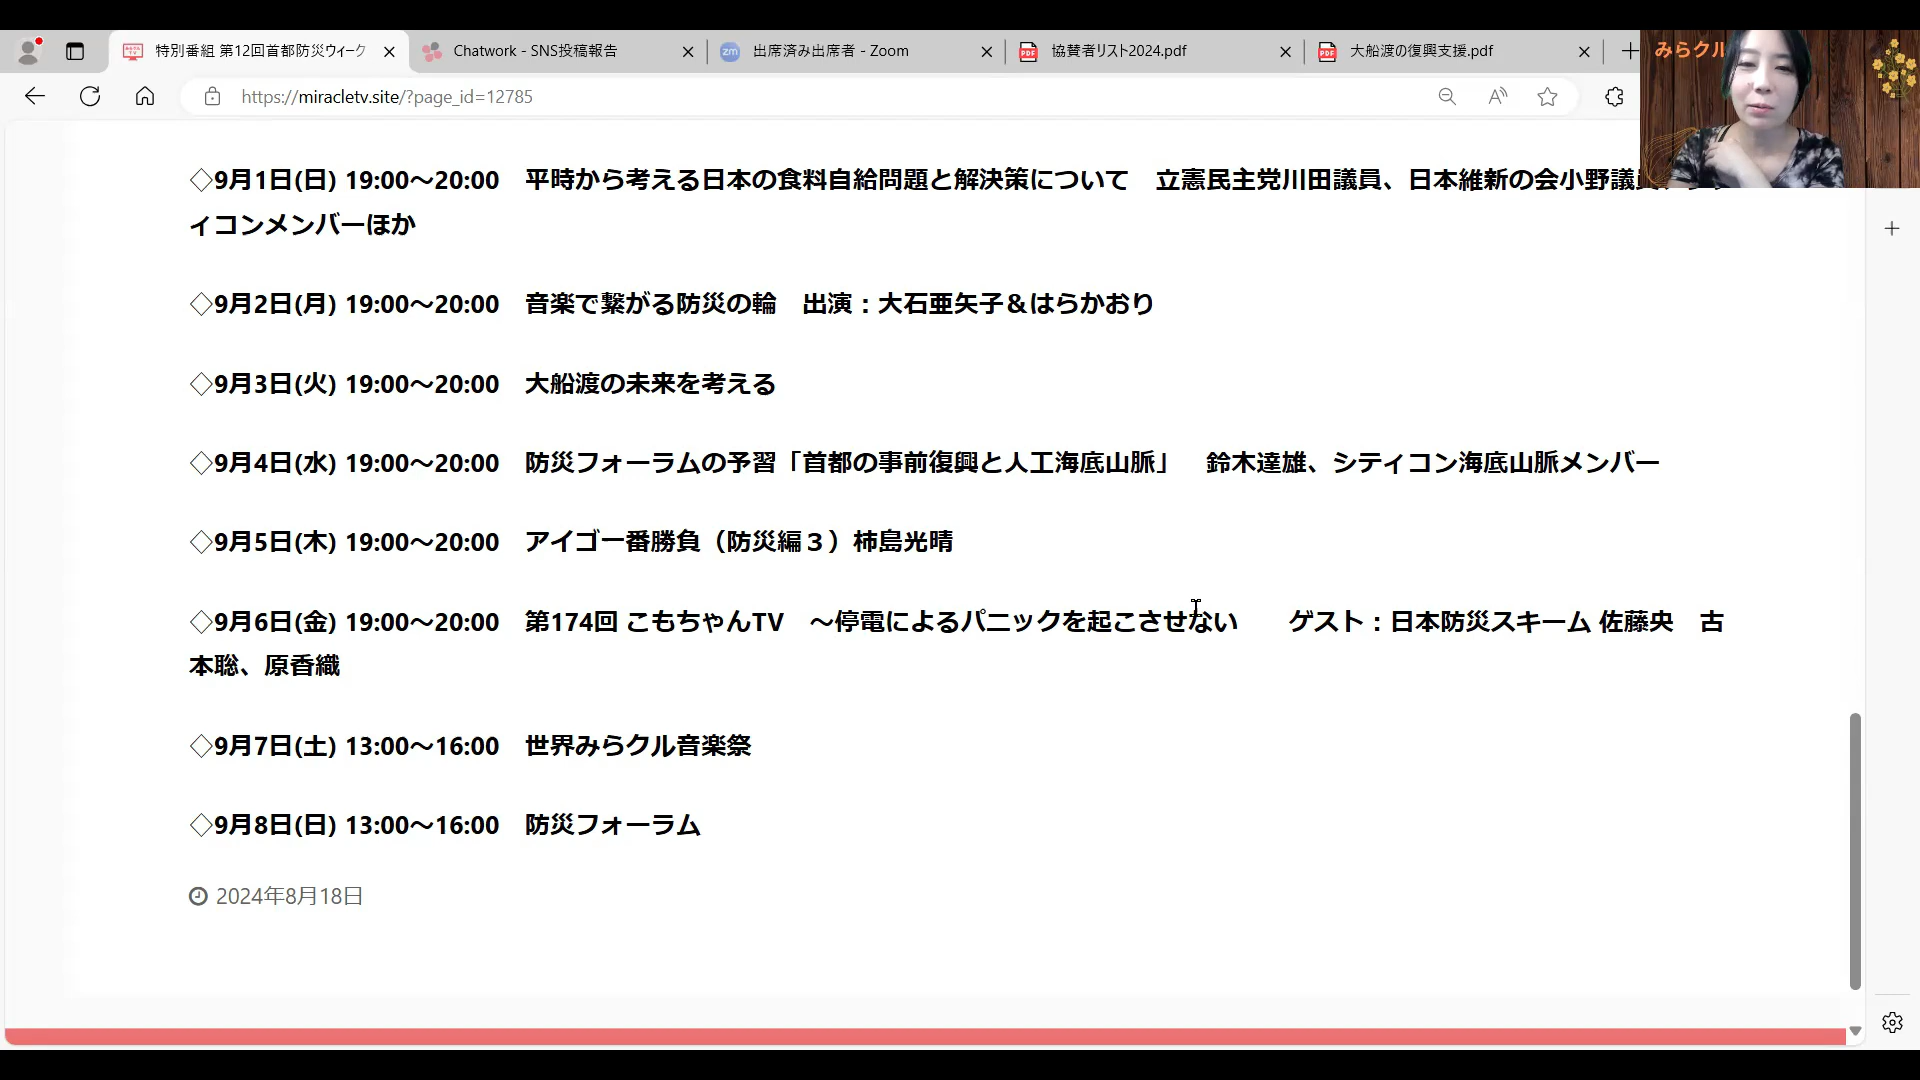 特別番組 第12回首都防災ウィーク
Chatwork - SNS投稿報告
zm 出席済み出席者 - Zoom
協賛者リスト2024.pdf
大船渡の復興支援.pdf
みらクル
https://miracletv.site/?page_id=12785
◇9月1日(日) 19:00～20:00　平時から考える日本の食料自給問題と解決策について　立憲民主党川田議員、日本維新の会小野議員
ィコンメンバーほか
◇9月2日(月) 19:00～20:00　音楽で繋がる防災の輪　出演：大石亜矢子＆はらかおり
◇9月3日(火) 19:00～20:00　大船渡の未来を考える
◇9月4日(水) 19:00～20:00　防災フォーラムの予習「首都の事前復興と人工海底山脈」　鈴木達雄、シティコン海底山脈メンバー
◇9月5日(木) 19:00～20:00　アイゴー番勝負（防災編３）柿島光晴
◇9月6日(金) 19:00～20:00　第174回 こもちゃんTV　～停電によるパニックを起こさせない　　ゲスト：日本防災スキーム 佐藤央　古
本聡、原香織
◇9月7日(土) 13:00～16:00　世界みらクル音楽祭
◇9月8日(日) 13:00～16:00　防災フォーラム
2024年8月18日